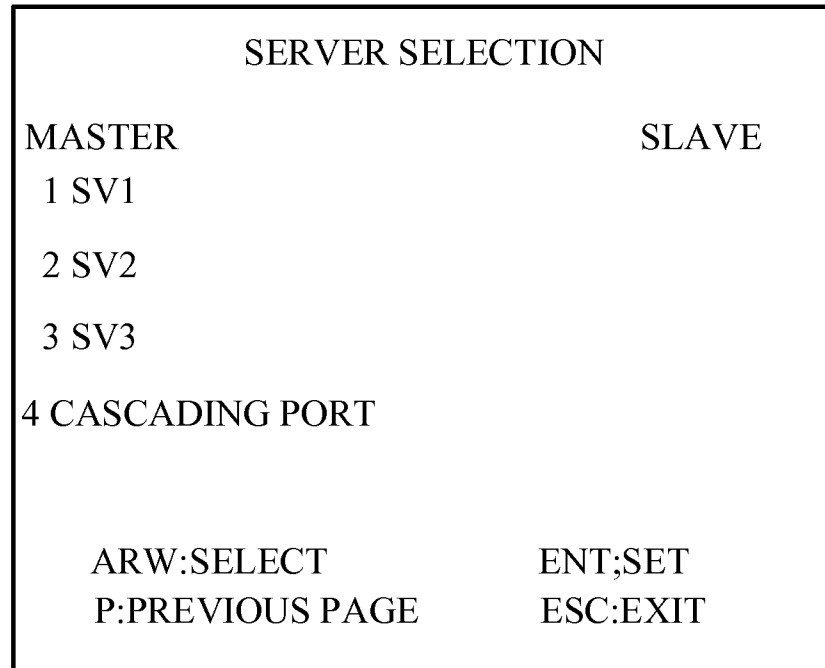 SERVER SELECTION
MASTER SLAVE
1 SV1
2 SV2
3 SV3
4 CASCADING PORT
ARW:SELECT ENT;SET
P:PREVIOUS PAGE ESC:EXIT